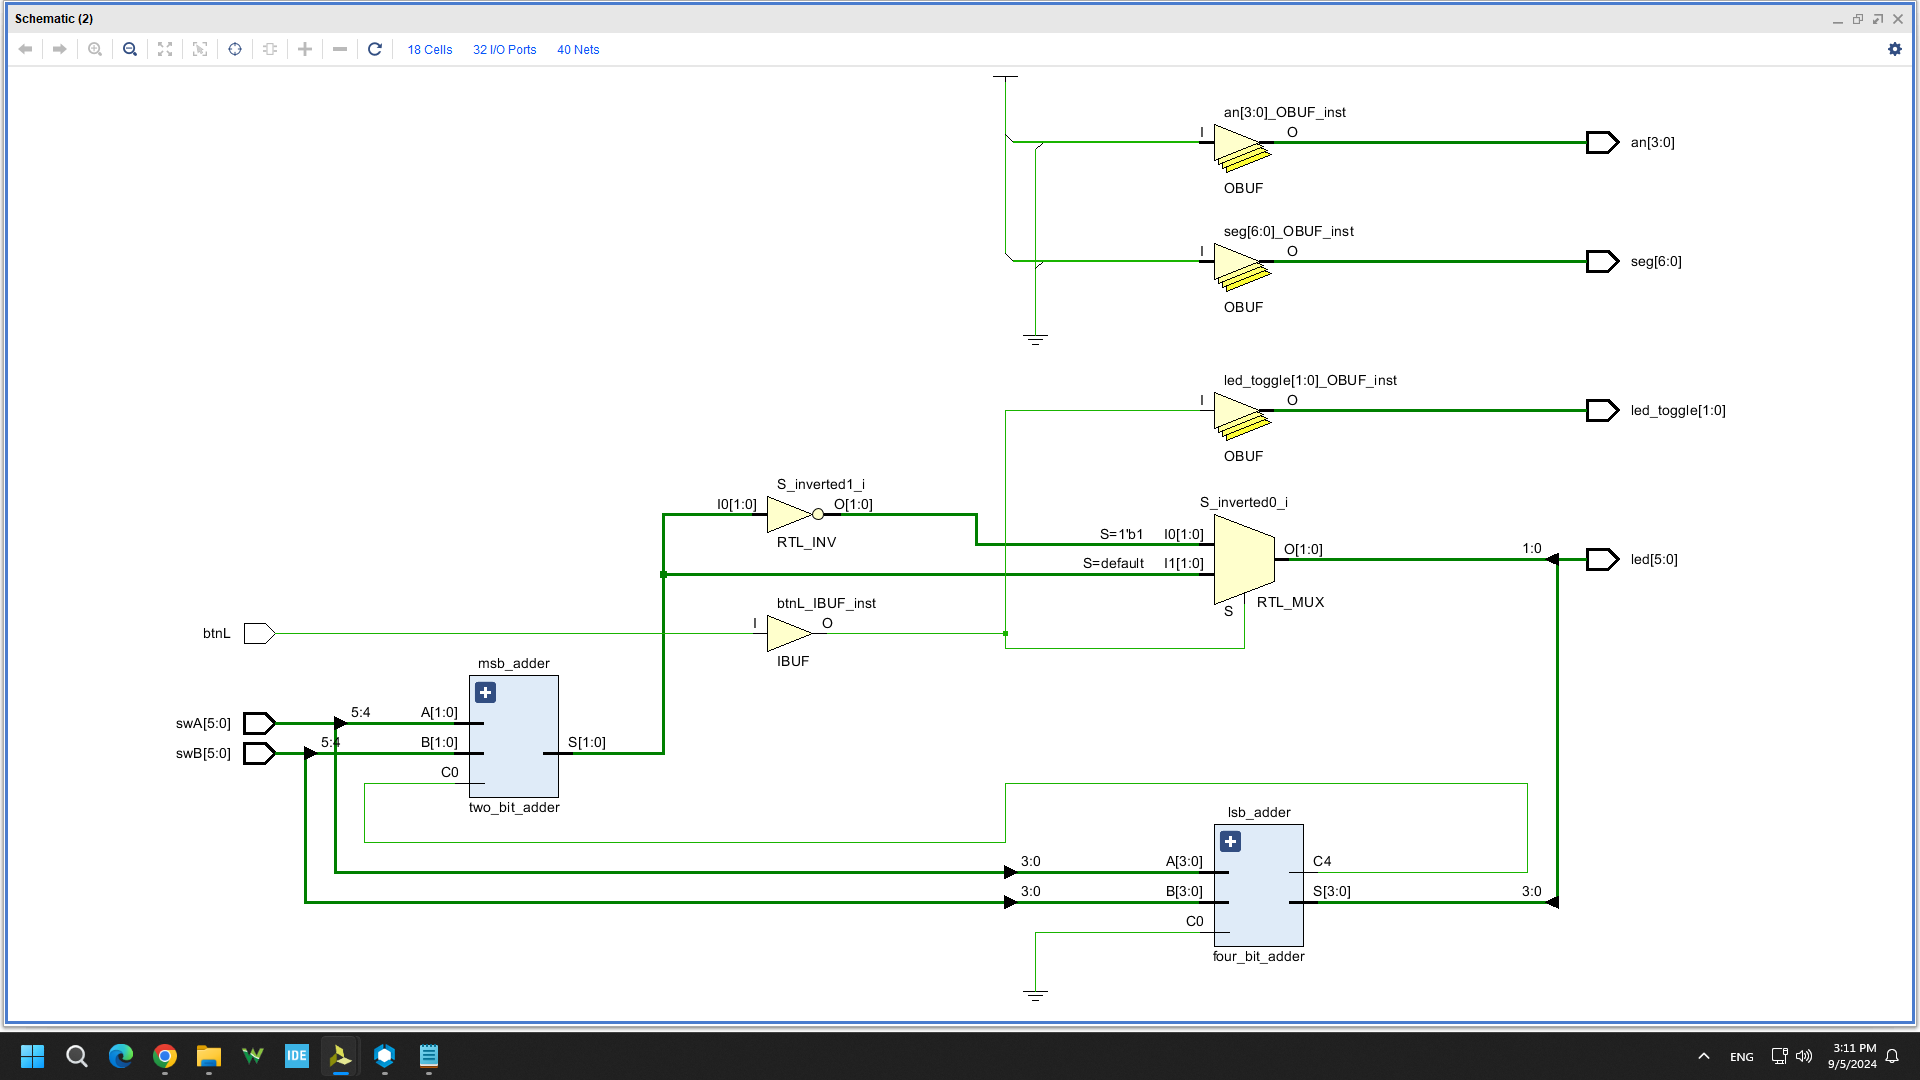 Schematic (2)
18 Cells 32 I/O Ports 40 Nets
an[3:0]_OBUF_inst
I O
an[3:0]
OBUF
seg[6:0]_OBUF_inst
I O
seg[6:0]
OBUF
led_toggle[1:0]_OBUF_inst
I O
led_toggle[1:0]
OBUF
S_inverted1_i
I0[1:0] O[1:0]
RTL_INV
S_inverted0_i
S=1'b1 I0[1:0]
O[1:0] 1:0
led[5:0]
S=default I1[1:0]
S RTL_MUX
btnL_IBUF_inst
btnL I O
IBUF
msb_adder
swA[5:0] 5:4 A[1:0]
swB[5:0] 5:4 B[1:0] S[1:0]
C0
two_bit_adder
lsb_adder
3:0 A[3:0] C4
3:0 B[3:0] S[3:0] 3:0
C0
four_bit_adder
IDE
ENG
3:11 PM
9/5/2024